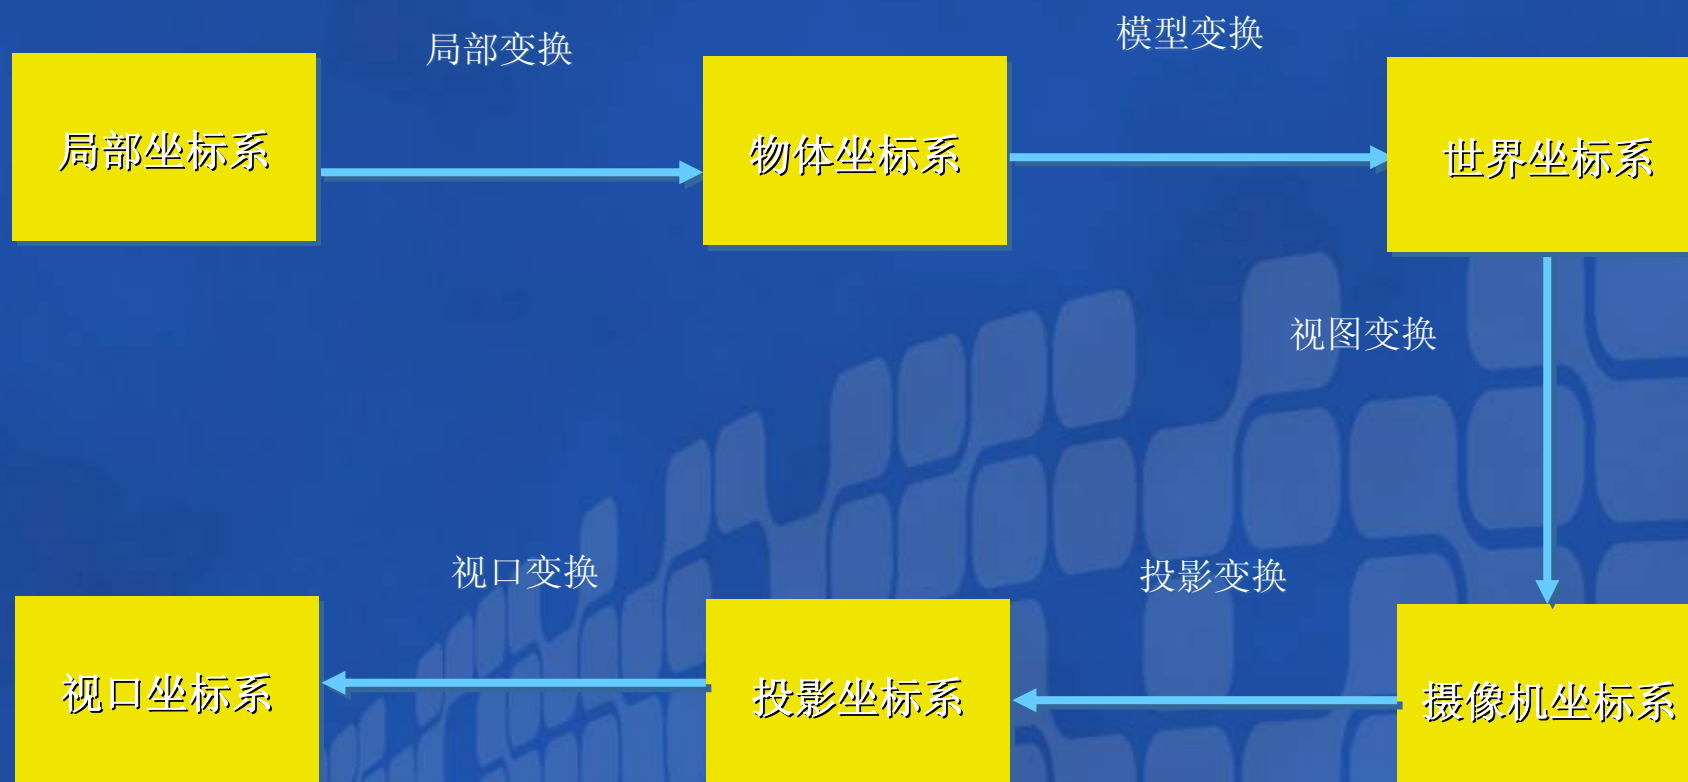 局部变换
模型变换
局部坐标系
物体坐标系
世界坐标系
视图变换
视口变换
投影变换
视口坐标系
投影坐标系
摄像机坐标系